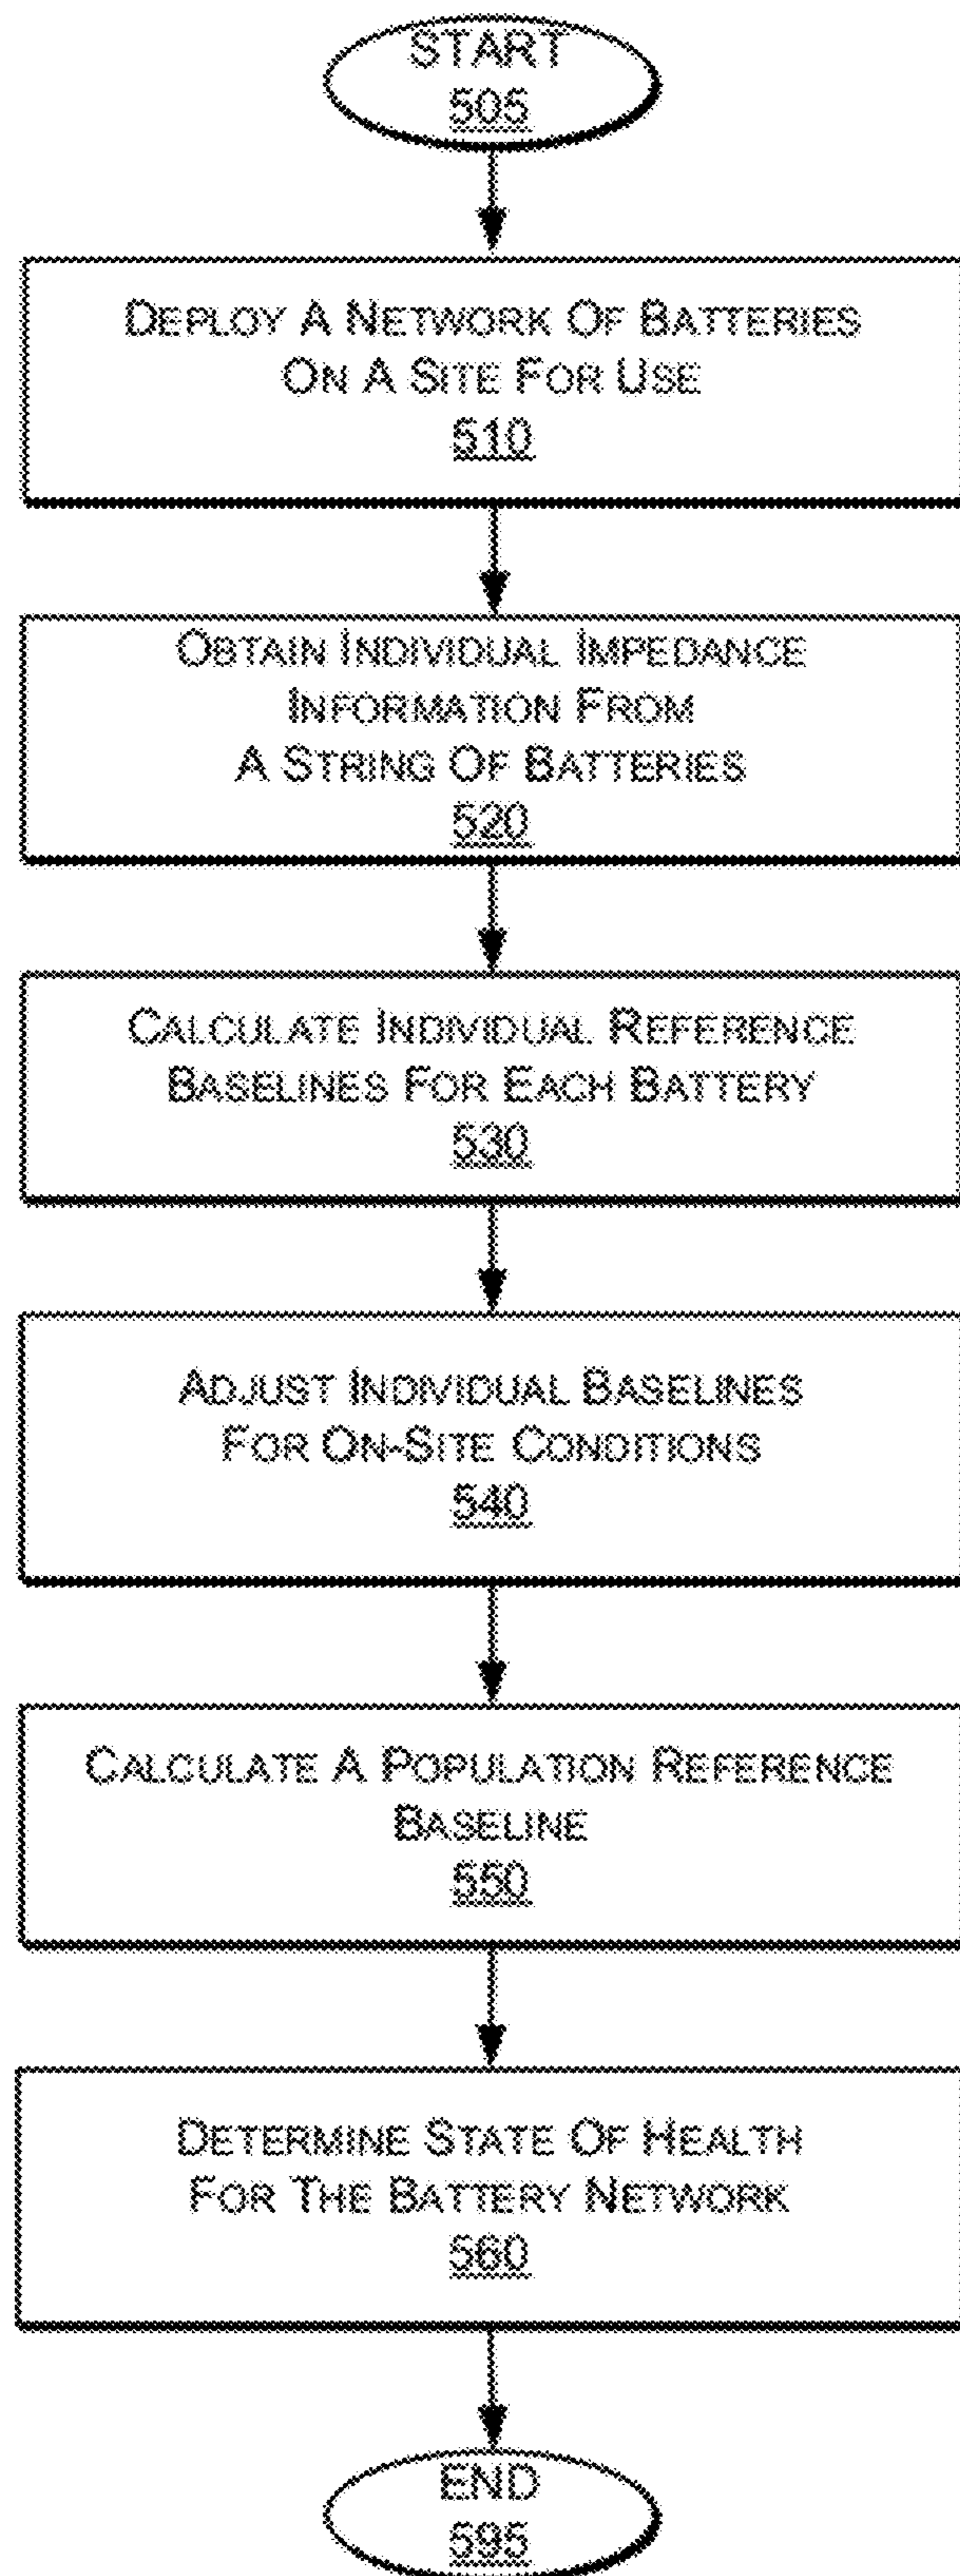 START
505
DEPLOY A NETWORK OF BATTERIES
ON A SITE FOR USE
510
OBTAIN INDIVIDUAL IMPEDANCE
INFORMATION FROM
A STRING OF BATTERIES
520
CALCULATE INDIVIDUAL REFERENCE
BASELINES FOR EACH BATTERY
530
ADJUST INDIVIDUAL BASELINES
FOR ON-SITE CONDITIONS
540
CALCULATE A POPULATION REFERENCE
BASELINE
550
DETERMINE STATE OF HEALTH
FOR THE BATTERY NETWORK
560
END
595